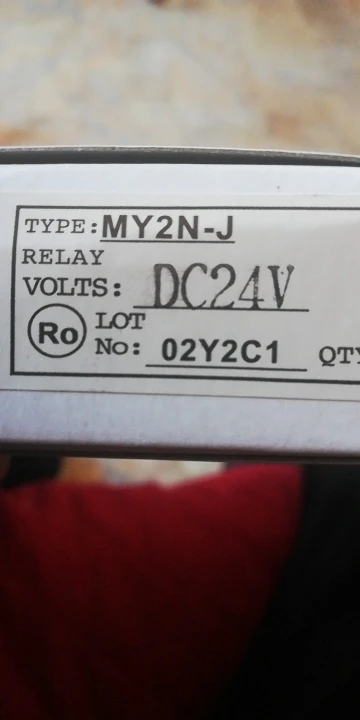 TYPE: MY2N-J
RELAY
VOLTS: DC24V
Ro LOT
No: 02Y2C1 QTY